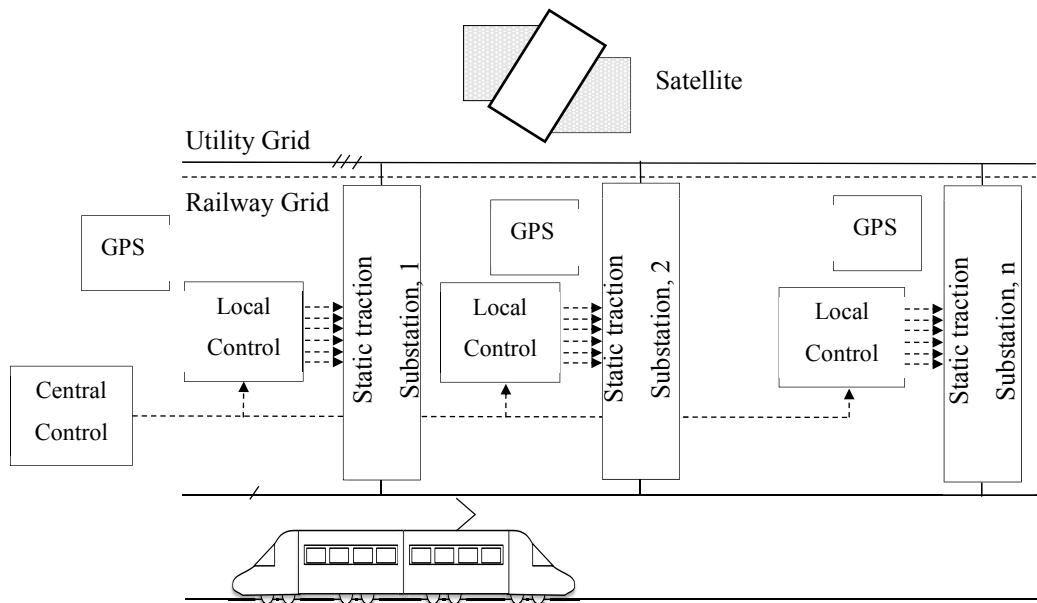 Satellite
Utility Grid
Railway Grid
GPS
GPS
GPS
Local
Control
Static traction
Substation, 1
Local
Control
Static traction
Substation, 2
Local
Control
Static traction
Substation, n
Central
Control